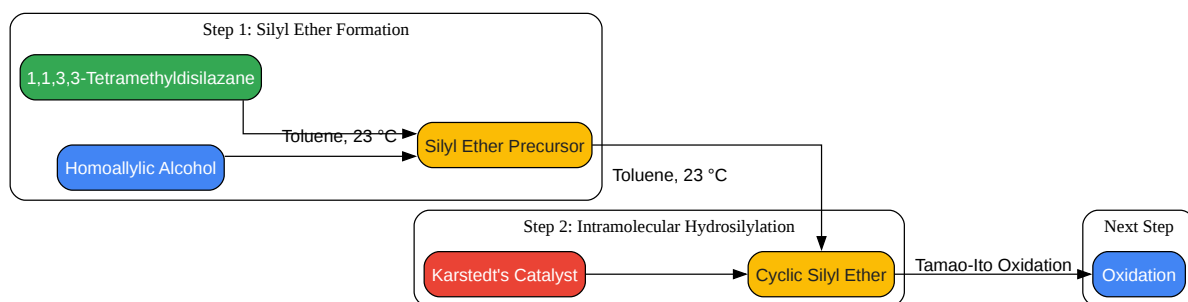 Step 1: Silyl Ether Formation
1,1,3,3-Tetramethyldisilazane
Toluene, 23 °C
Silyl Ether Precursor
Homoallylic Alcohol
Toluene, 23 °C
Step 2: Intramolecular Hydrosilylation
Next Step
Karstedt's Catalyst
Cyclic Silyl Ether
Tamao-Ito Oxidation
Oxidation